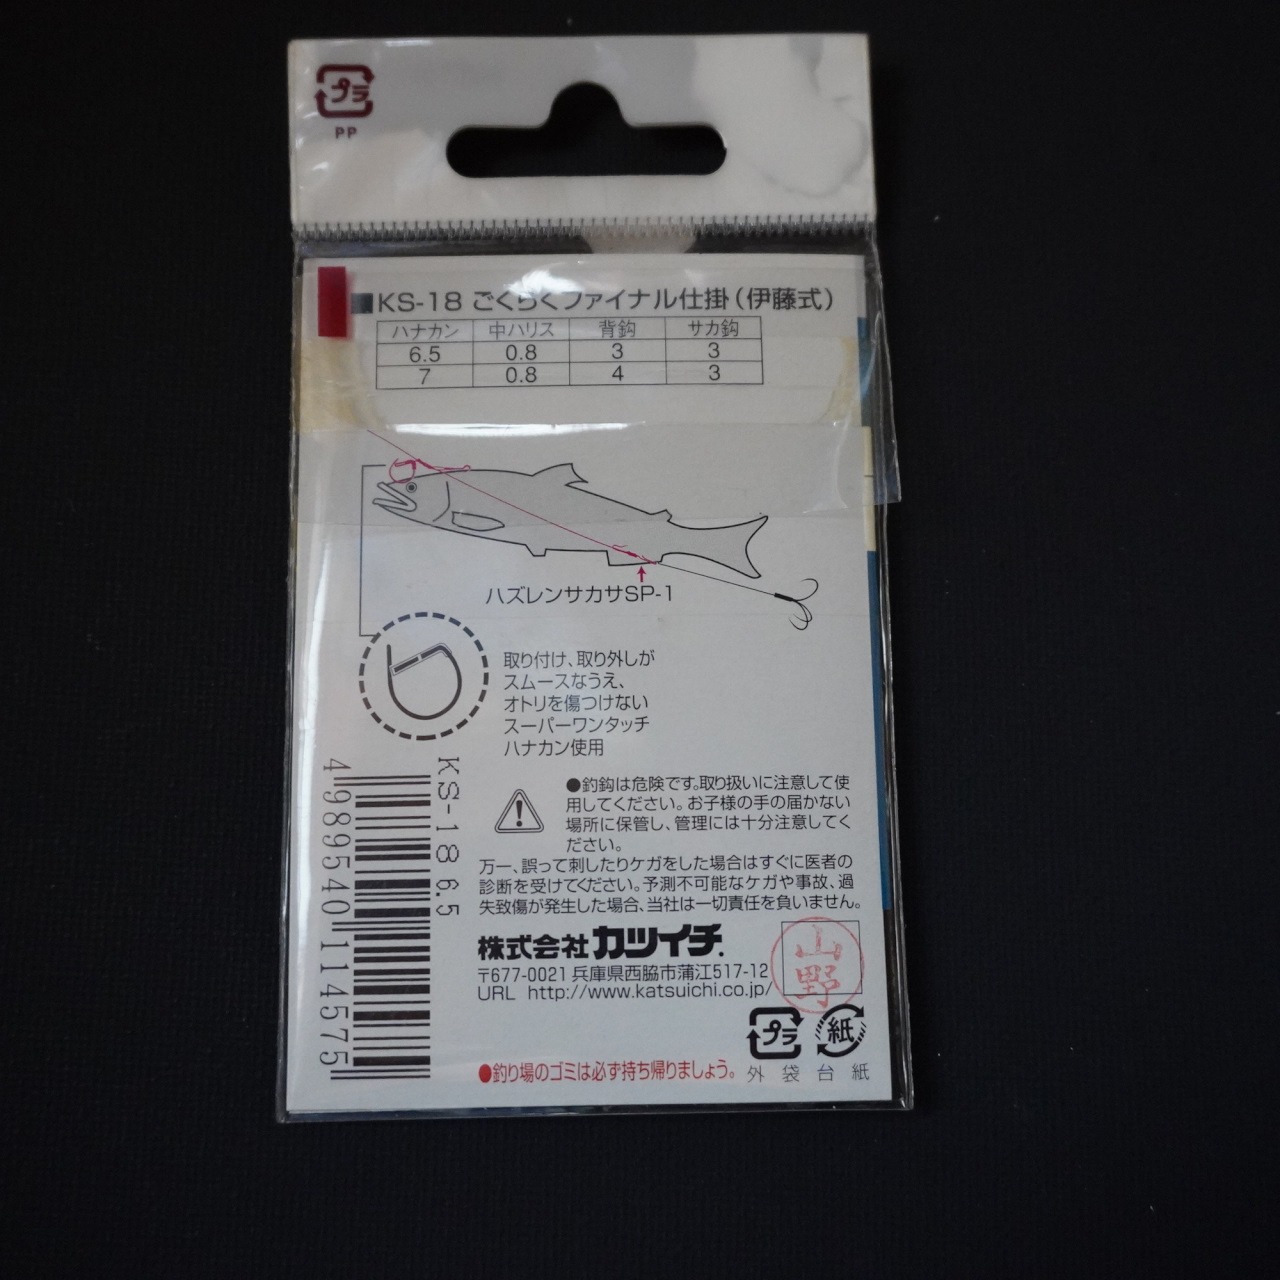 プラ
PP
KS-18 ごくらくファイナル仕掛(伊藤式)
ハナカン 中ハリス 背鈎 サカ鈎
6.5 0.8 3 3
7 0.8 4 3
ハズレンサカサSP-1
取り付け、取り外しが
スムースなうえ、
オトリを傷つけない
スーパーワンタッチ
ハナカン使用
KS-18 6.5
4989540114575
●釣鈎は危険です。取り扱いに注意して使
用してください。お子様の手の届かない
場所に保管し、管理には十分注意してく
ださい。
万一、誤って刺したりケガをした場合はすぐに医者の
診断を受けてください。予測不可能なケガや事故、過
失致傷が発生した場合、当社は一切責任を負いません。
株式会社カツイチ.
〒677-0021 兵庫県西脇市蒲江517-12
URL http://www.katsuichi.co.jp/
山野
プラ 紙
外袋 台紙
●釣り場のゴミは必ず持ち帰りましょう。